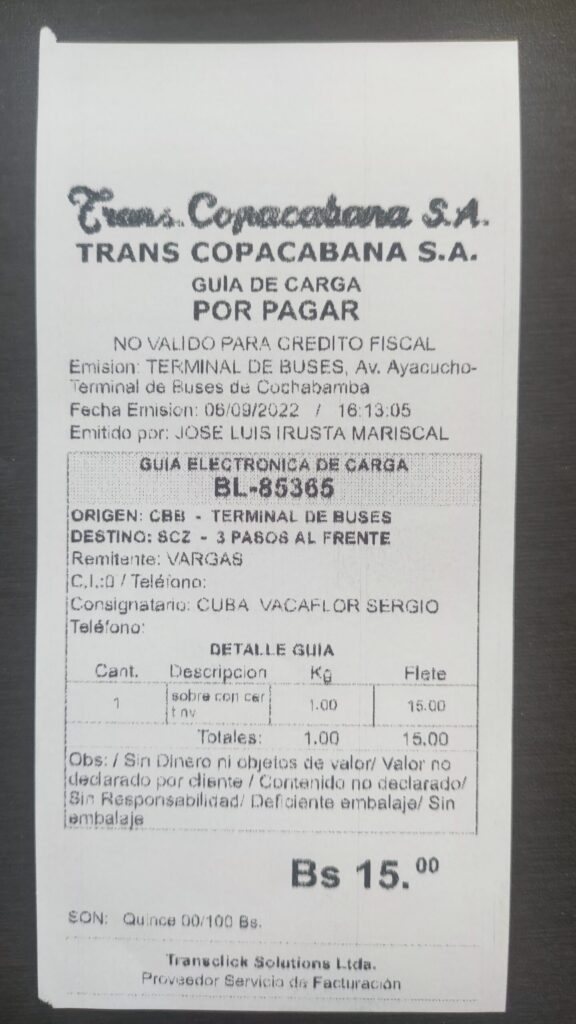 Trans Copacabana S.A.
TRANS COPACABANA S.A.
GUIA DE CARGA
POR PAGAR
NO VALIDO PARA CREDITO FISCAL
Emision: TERMINAL DE BUSES, Av. Ayacucho-
Terminal de Buses de Cochabamba
Fecha Emision: 06/09/2022 / 16:13:05
Emitido por: JOSE LUIS IRUSTA MARISCAL
GUIA ELECTRONICA DE CARGA
BL-85365
ORIGEN: CBB - TERMINAL DE BUSES
DESTINO: SCZ - 3 PASOS AL FRENTE
Remitente: VARGAS
C.I.:0 / Teléfono:
Consignatario: CUBA VACAFLOR SERGIO
Teléfono:
DETALLE GUIA
Cant. Descripcion Kg Flete
1 sobre con car 1.00 15.00
t nv
Totales: 1.00 15.00
Obs: / Sin Dinero ni objetos de valor/ Valor no
declarado por cliente / Contenido no declarado/
Sin Responsabilidad/ Deficiente embalaje/ Sin
embalaje
Bs 15.00
SON: Quince 00/100 Bs.
Transclick Solutions Ltda.
Proveedor Servicio de Facturación